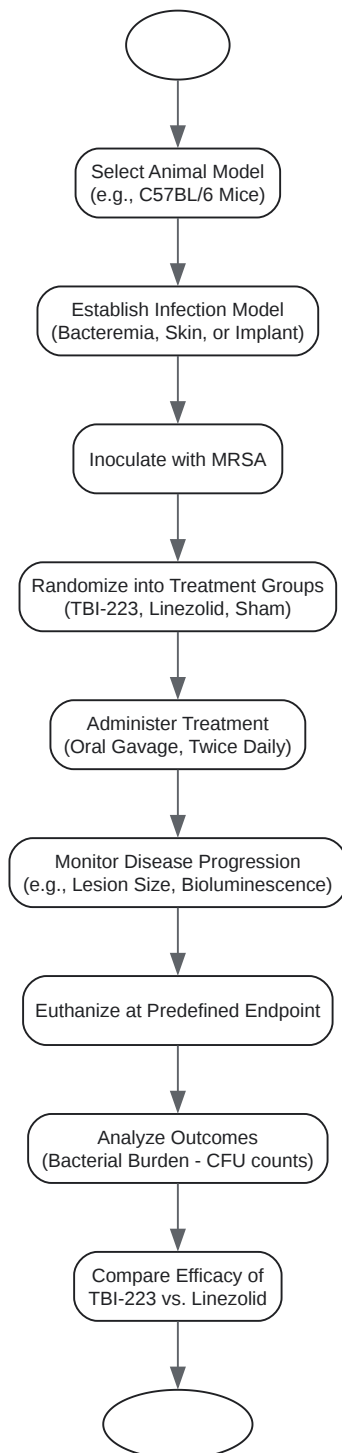 Select Animal Model
(e.g., C57BL/6 Mice)
Establish Infection Model
(Bacteremia, Skin, or Implant)
Inoculate with MRSA
Randomize into Treatment Groups
(TBI-223, Linezolid, Sham)
Administer Treatment
(Oral Gavage, Twice Daily)
Monitor Disease Progression
(e.g., Lesion Size, Bioluminescence)
Euthanize at Predefined Endpoint
Analyze Outcomes
(Bacterial Burden - CFU counts)
Compare Efficacy of
TBI-223 vs. Linezolid